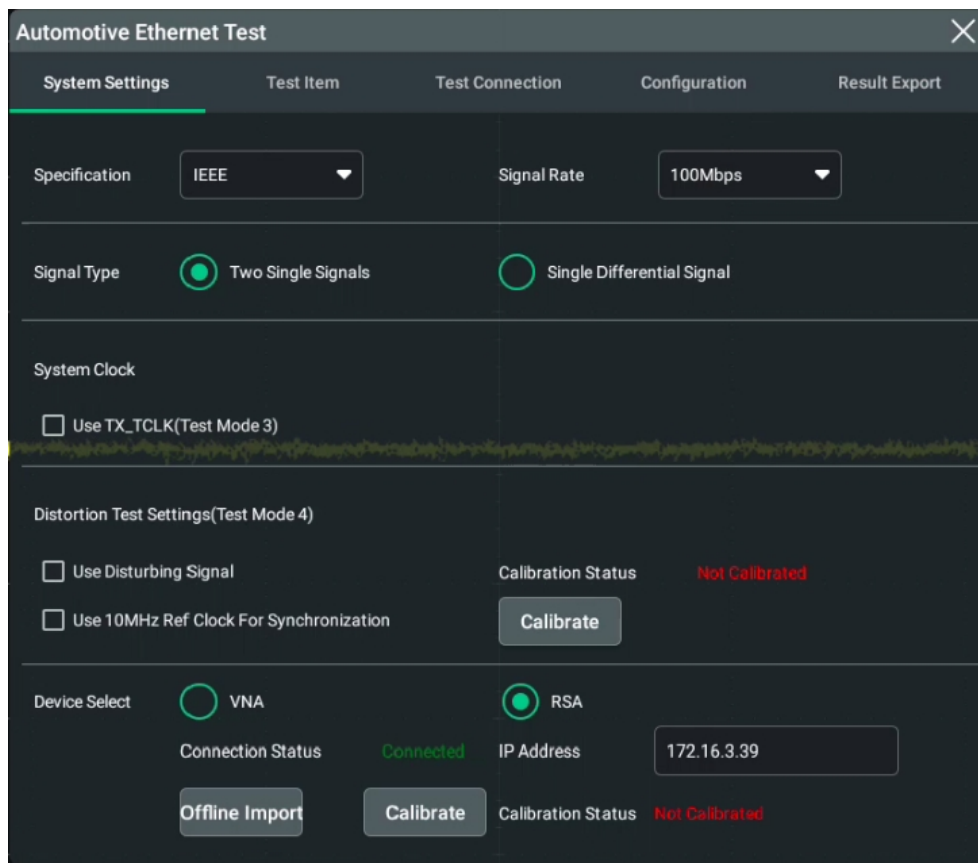 Automotive Ethernet Test
System Settings Test Item Test Connection Configuration Result Export
Specification IEEE Signal Rate 100Mbps
Signal Type Two Single Signals Single Differential Signal
System Clock
Use TX_TCLK(Test Mode 3)
Distortion Test Settings(Test Mode 4)
Use Disturbing Signal Calibration Status Not Calibrated
Use 10MHz Ref Clock For Synchronization Calibrate
Device Select VNA RSA
Connection Status Connected IP Address 172.16.3.39
Offline Import Calibrate Calibration Status Not Calibrated